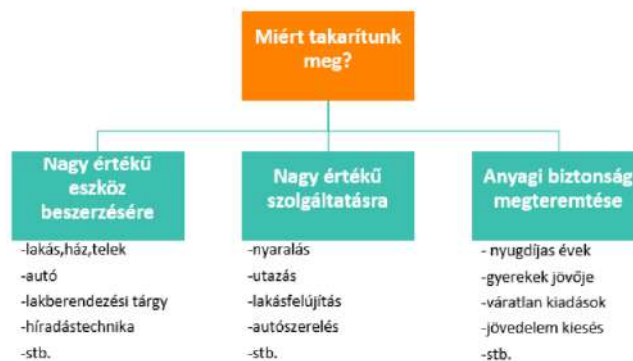 Miért takarítunk
meg?
Nagy értékű
eszköz
beszerzésére
-lakás,ház,telek
-autó
-lakberendezési tárgy
-híradástechnika
-stb.
Nagy értékű
szolgáltatásra
-nyaralás
-utazás
-lakásfelújítás
-autószerelés
-stb.
Anyagi biztonság
megteremtése
- nyugdíjas évek
-gyerekek jövője
-váratlan kiadások
-jövedelem kiesés
-stb.